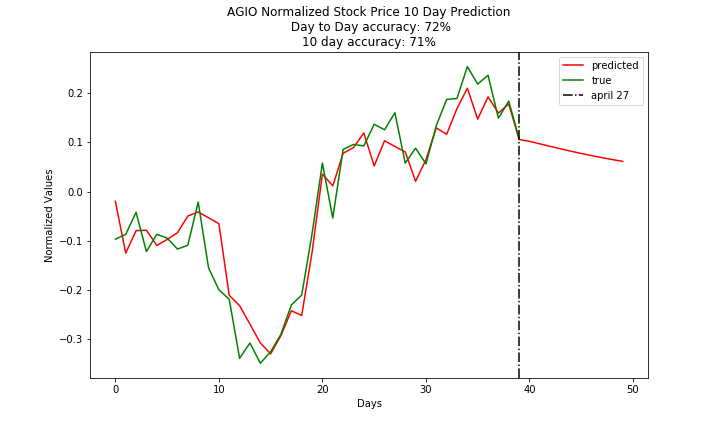 AGIO Normalized Stock Price 10 Day Prediction
Day to Day accuracy: 72%
10 day accuracy: 71%
predicted
true
april 27
Normalized Values
0.2
0.1
0.0
−0.1
−0.2
−0.3
0 10 20 30 40 50
Days